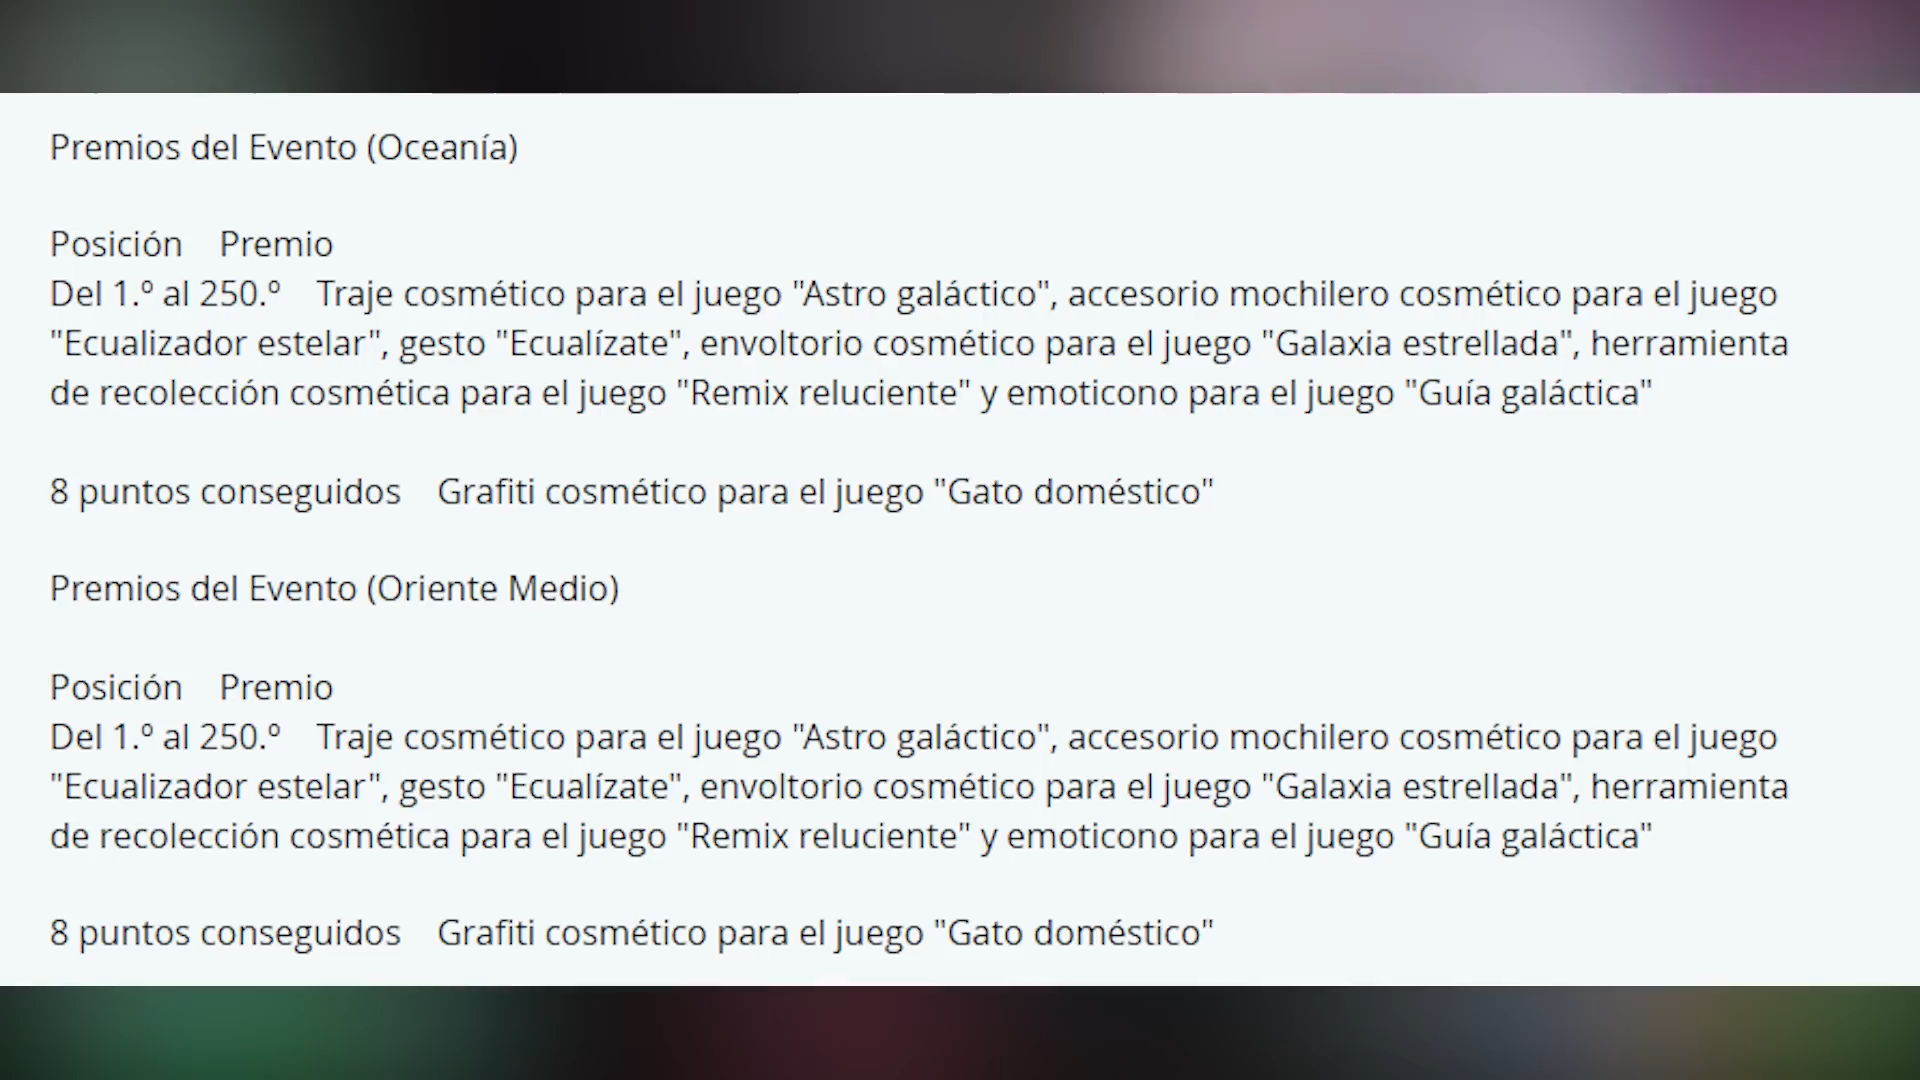 Premios del Evento (Oceanía)
Posición Premio
Del 1.º al 250.º Traje cosmético para el juego "Astro galáctico", accesorio mochilero cosmético para el juego
"Ecualizador estelar", gesto "Ecualízate", envoltorio cosmético para el juego "Galaxia estrellada", herramienta
de recolección cosmética para el juego "Remix reluciente" y emoticono para el juego "Guía galáctica"
8 puntos conseguidos Grafiti cosmético para el juego "Gato doméstico"
Premios del Evento (Oriente Medio)
Posición Premio
Del 1.º al 250.º Traje cosmético para el juego "Astro galáctico", accesorio mochilero cosmético para el juego
"Ecualizador estelar", gesto "Ecualízate", envoltorio cosmético para el juego "Galaxia estrellada", herramienta
de recolección cosmética para el juego "Remix reluciente" y emoticono para el juego "Guía galáctica"
8 puntos conseguidos Grafiti cosmético para el juego "Gato doméstico"